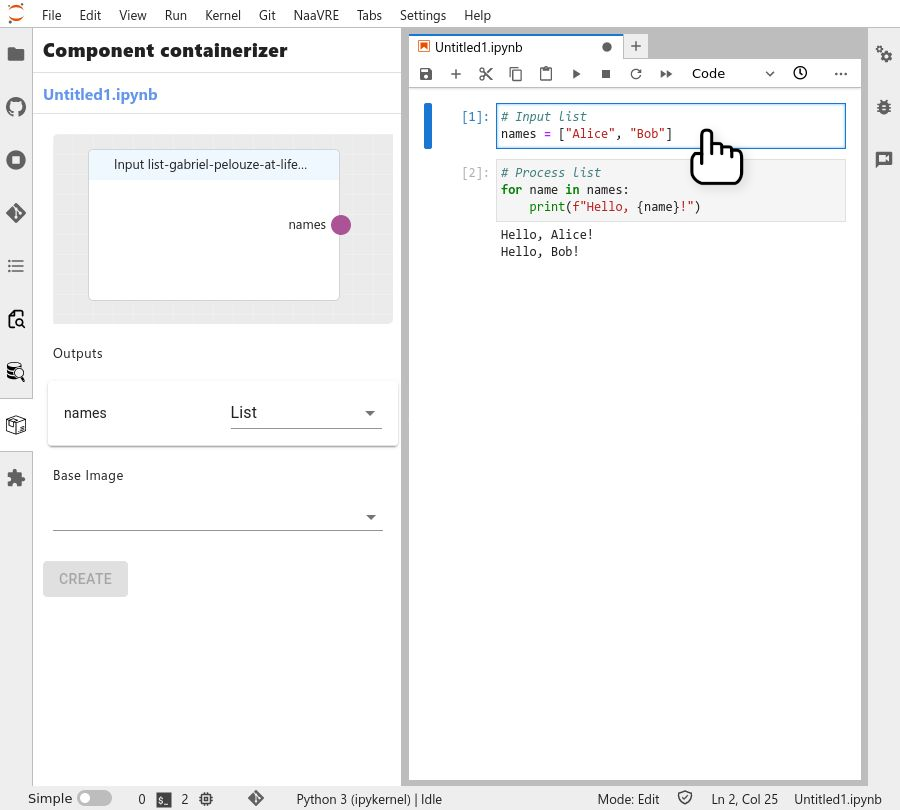 File Edit View Run Kernel Git NaaVRE Tabs Settings Help
Component containerizer
Untitled1.ipynb
Input list-gabriel-pelouze-at-life...
names
Outputs
names List
Base Image
CREATE
Untitled1.ipynb
Code
[1]: # Input list
names = ["Alice", "Bob"]
[2]: # Process list
for name in names:
    print(f"Hello, {name}!")
Hello, Alice!
Hello, Bob!
Simple 0 $_ 2 Python 3 (ipykernel) | Idle Mode: Edit Ln 2, Col 25 Untitled1.ipynb